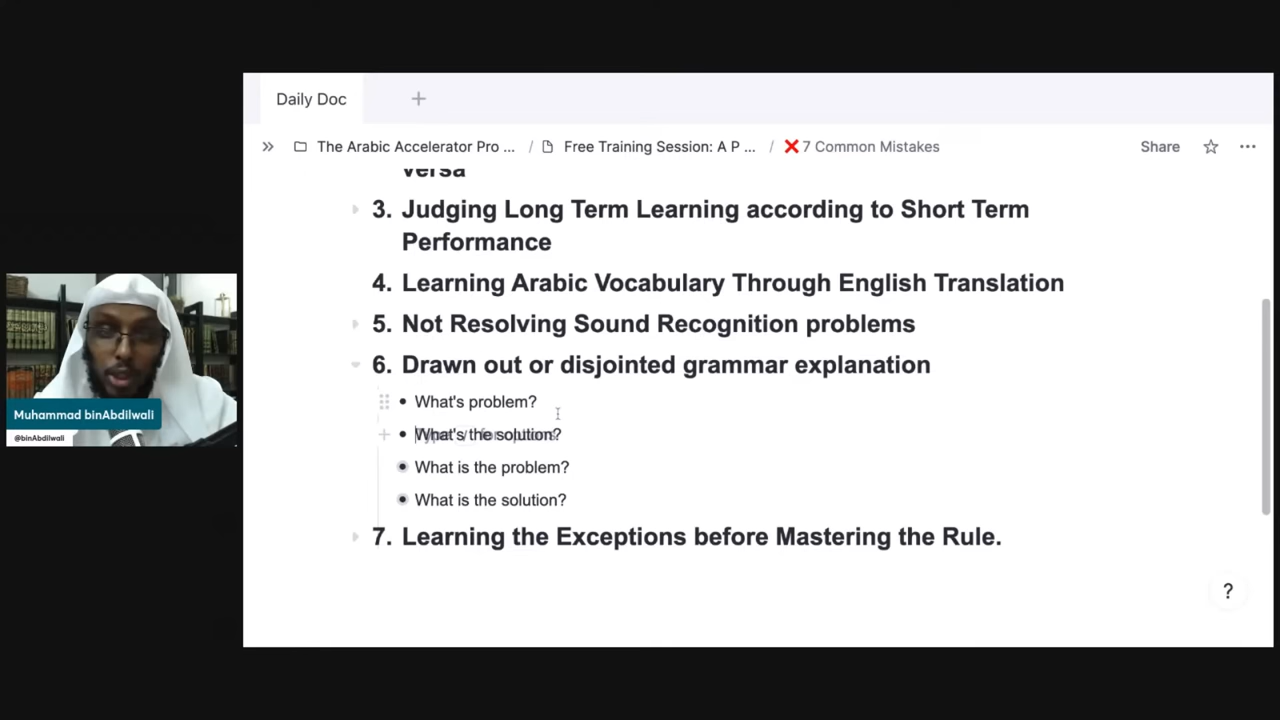 Daily Doc
The Arabic Accelerator Pro ... / Free Training Session: A P ... / ❌ 7 Common Mistakes
Share
versa
3. Judging Long Term Learning according to Short Term
Performance
4. Learning Arabic Vocabulary Through English Translation
5. Not Resolving Sound Recognition problems
6. Drawn out or disjointed grammar explanation
• What's problem?
• What's the solution?
• What is the problem?
• What is the solution?
7. Learning the Exceptions before Mastering the Rule.
?
Muhammad binAbdilwali
@binAbdilwali